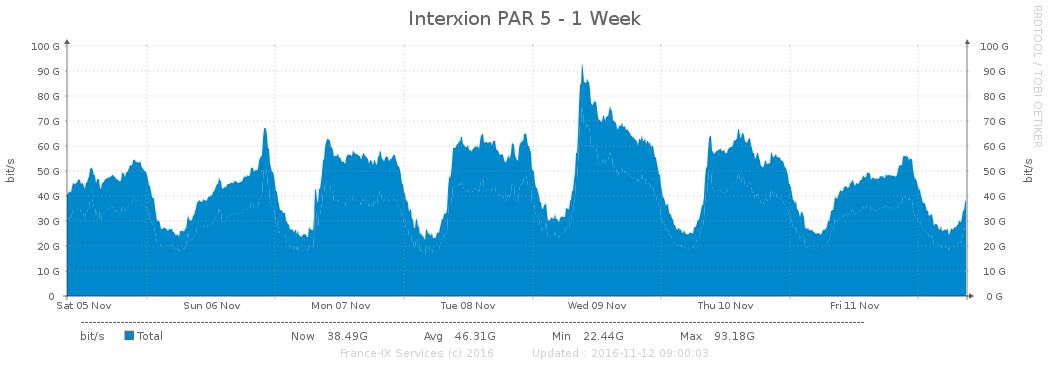 Interxion PAR 5 - 1 Week
RRDTOOL / TOBI OETIKER
bit/s
100 G 100 G
90 G 90 G
80 G 80 G
70 G 70 G
60 G 60 G
50 G 50 G
40 G 40 G
30 G 30 G
20 G 20 G
10 G 10 G
0 0 G
bit/s
Sat 05 Nov Sun 06 Nov Mon 07 Nov Tue 08 Nov Wed 09 Nov Thu 10 Nov Fri 11 Nov
bit/s Total Now 38.49G Avg 46.31G Min 22.44G Max 93.18G
France-IX Services (c) 2016 Updated : 2016-11-12 09:00:03